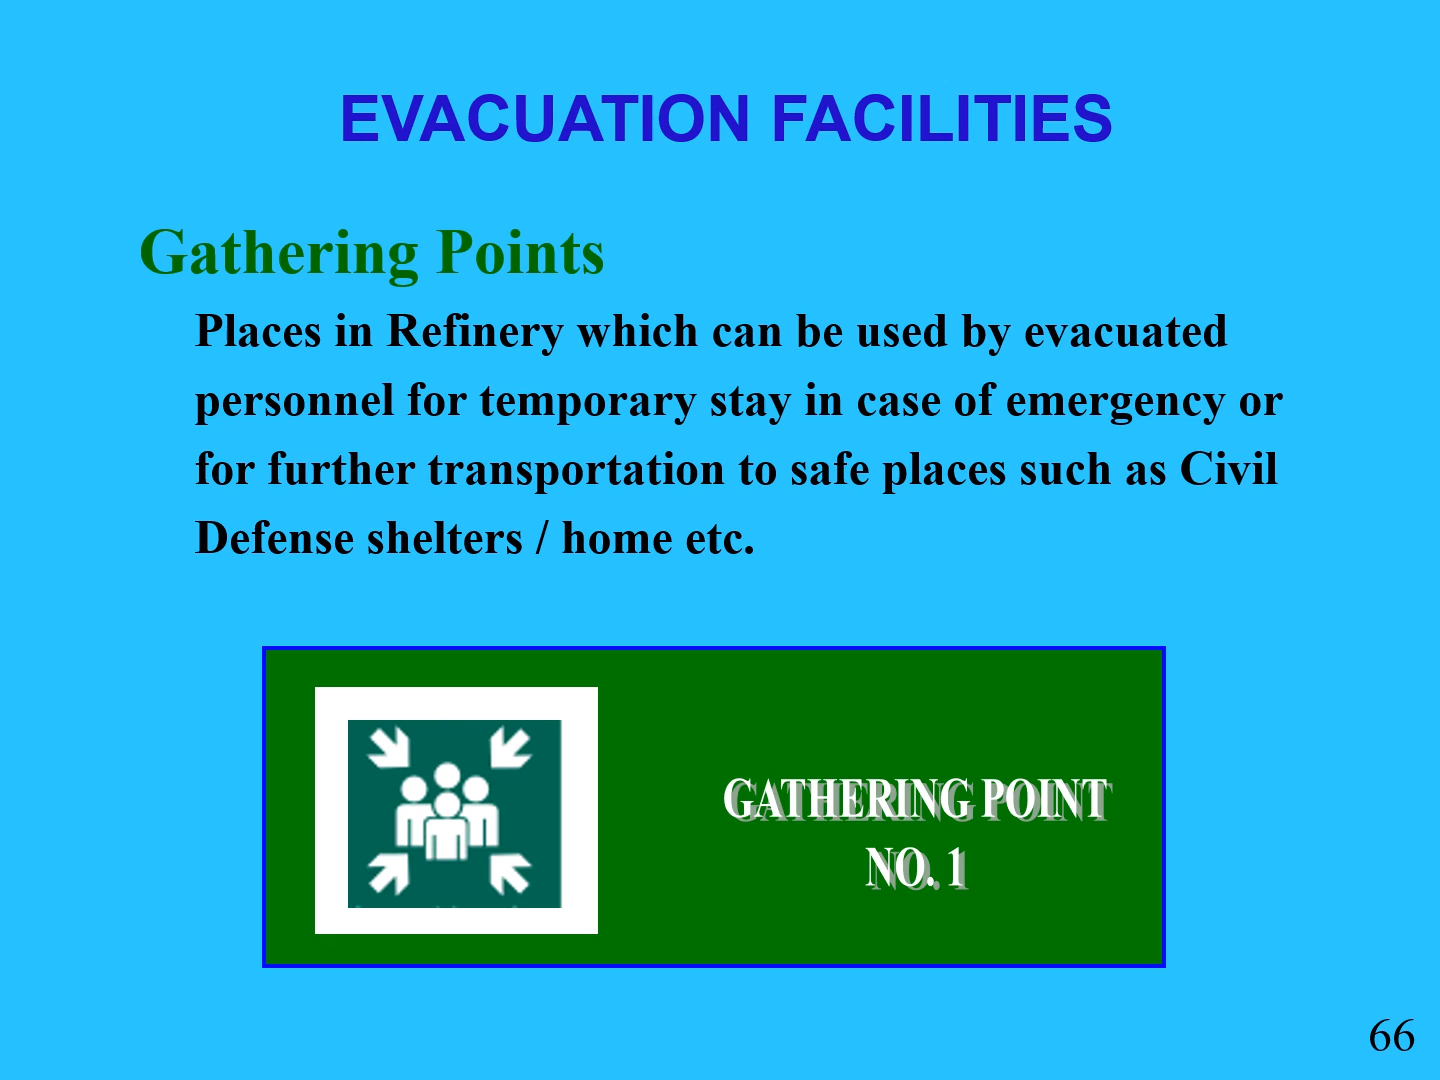 EVACUATION FACILITIES
Gathering Points
Places in Refinery which can be used by evacuated
personnel for temporary stay in case of emergency or
for further transportation to safe places such as Civil
Defense shelters / home etc.
GATHERING POINT
NO. 1
66